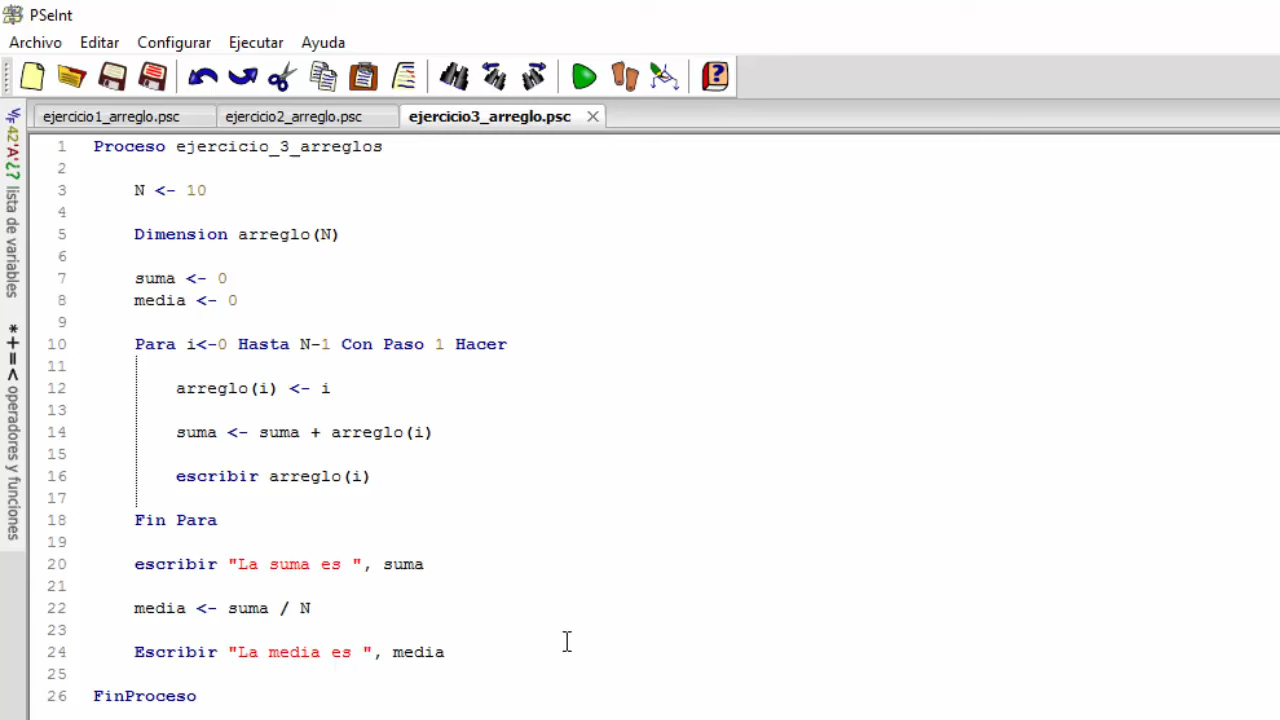 PSeInt
Archivo Editar Configurar Ejecutar Ayuda
ejercicio1_arreglo.psc ejercicio2_arreglo.psc ejercicio3_arreglo.psc
1 Proceso ejercicio_3_arreglos
2
3 N <- 10
4
5 Dimension arreglo(N)
6
7 suma <- 0
8 media <- 0
9
10 Para i<-0 Hasta N-1 Con Paso 1 Hacer
11
12 arreglo(i) <- i
13
14 suma <- suma + arreglo(i)
15
16 escribir arreglo(i)
17
18 Fin Para
19
20 escribir "La suma es ", suma
21
22 media <- suma / N
23
24 Escribir "La media es ", media
25
26 FinProceso
V/F 42'A'¿? lista de variables
*+=< operadores y funciones